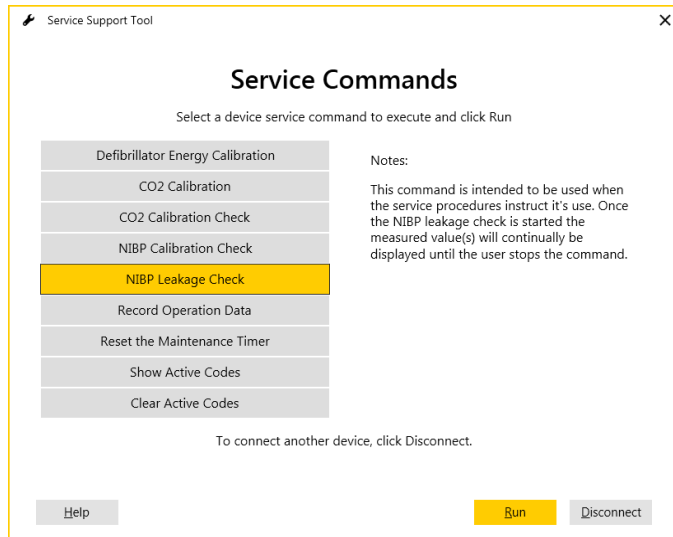 Service Support Tool
Service Commands
Select a device service command to execute and click Run
Defibrillator Energy Calibration
CO2 Calibration
CO2 Calibration Check
NIBP Calibration Check
NIBP Leakage Check
Record Operation Data
Reset the Maintenance Timer
Show Active Codes
Clear Active Codes
Notes:
This command is intended to be used when
the service procedures instruct it's use. Once
the NIBP leakage check is started the
measured value(s) will continually be
displayed until the user stops the command.
To connect another device, click Disconnect.
Help
Run
Disconnect